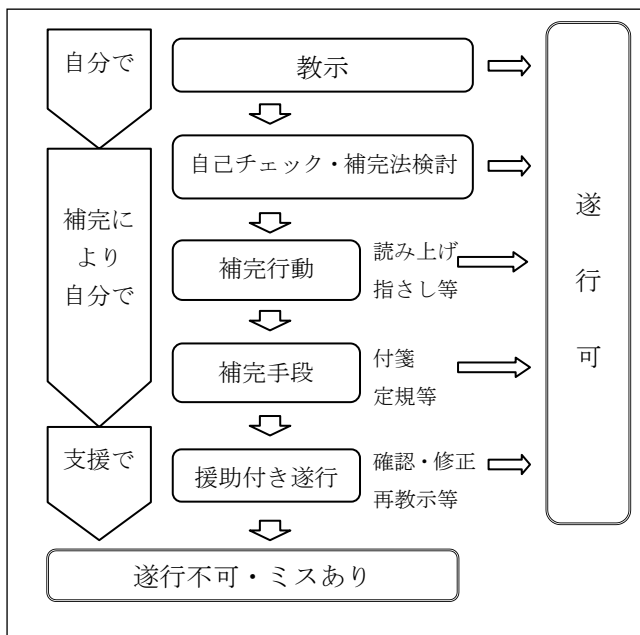 自分で
教示
自己チェック・補完法検討
補完に
より
自分で
補完行動
読み上げ
指さし等
補完手段
付箋
定規等
支援で
援助付き遂行
確認・修正
再教示等
遂行不可・ミスあり
遂
行
可